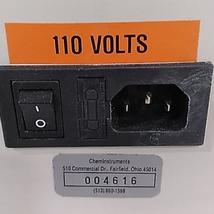 110 VOLTS
ChemInstruments
510 Commercial Dr., Fairfield, Ohio 45014
004616
(513) 860-1598